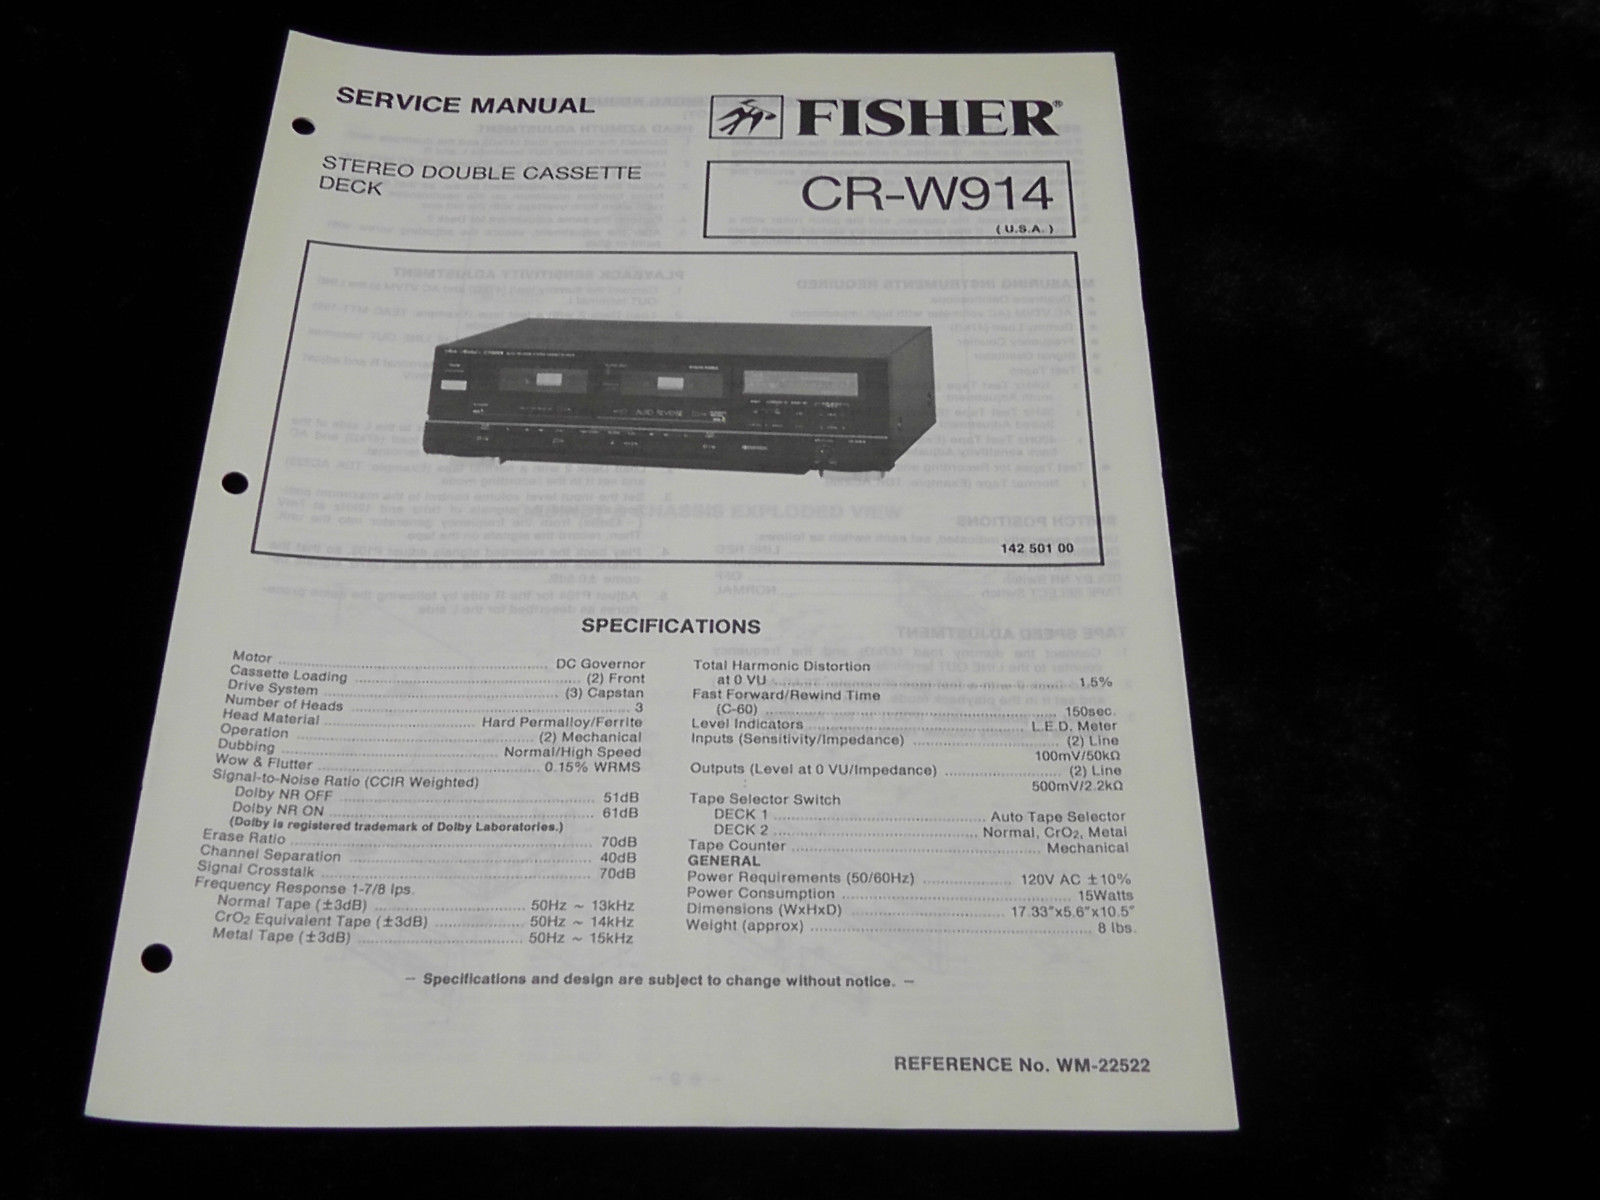 SERVICE MANUAL
FISHER®
STEREO DOUBLE CASSETTE
DECK
CR-W914
( U.S.A. )
AUTO REVERSE
142 501 00
SPECIFICATIONS
Motor ........ DC Governor
Cassette Loading ........ (2) Front
Drive System ........ (3) Capstan
Number of Heads ........ 3
Head Material ........ Hard Permalloy/Ferrite
Operation ........ (2) Mechanical
Dubbing ........ Normal/High Speed
Wow & Flutter ........ 0.15% WRMS
Signal-to-Noise Ratio (CCIR Weighted)
Dolby NR OFF ........ 51dB
Dolby NR ON ........ 61dB
(Dolby is registered trademark of Dolby Laboratories.)
Erase Ratio ........ 70dB
Channel Separation ........ 40dB
Signal Crosstalk ........ 70dB
Frequency Response 1-7/8 Ips.
Normal Tape (±3dB) ........ 50Hz ~ 13kHz
CrO2 Equivalent Tape (±3dB) ........ 50Hz ~ 14kHz
Metal Tape (±3dB) ........ 50Hz ~ 15kHz
Total Harmonic Distortion
at 0 VU ........ 1.5%
Fast Forward/Rewind Time
(C-60) ........ 150sec.
Level Indicators ........ L.E.D. Meter
Inputs (Sensitivity/Impedance) ........ (2) Line
100mV/50kΩ
Outputs (Level at 0 VU/Impedance) ........ (2) Line
500mV/2.2kΩ
Tape Selector Switch
DECK 1 ........ Auto Tape Selector
DECK 2 ........ Normal, CrO2, Metal
Tape Counter ........ Mechanical
GENERAL
Power Requirements (50/60Hz) ........ 120V AC ±10%
Power Consumption ........ 15Watts
Dimensions (WxHxD) ........ 17.33"x5.6"x10.5"
Weight (approx) ........ 8 lbs.
— Specifications and design are subject to change without notice. —
REFERENCE No. WM-22522